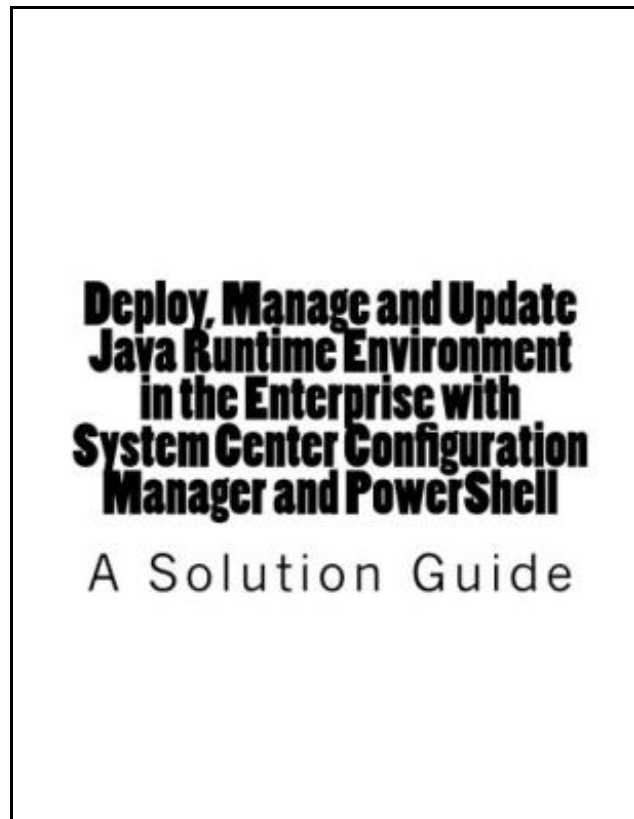 Deploy, Manage and Update
Java Runtime Environment
in the Enterprise with
System Center Configuration
Manager and PowerShell
A Solution Guide